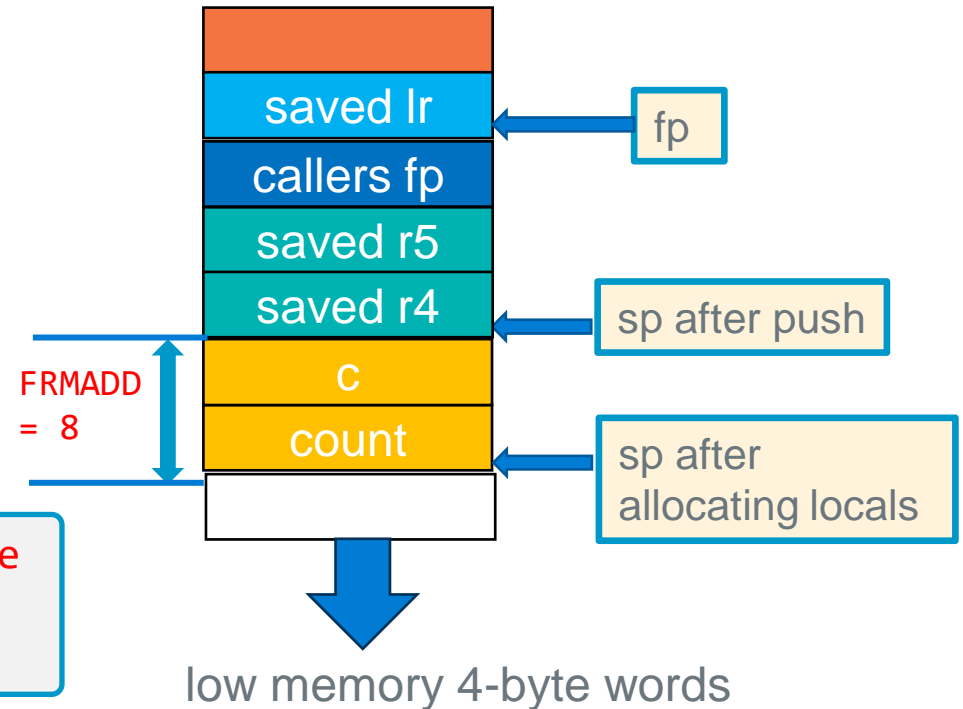 saved lr
fp
callers fp
saved r5
saved r4
sp after push
FRMADD
= 8
c
count
sp after
allocating locals
e
low memory 4-byte words